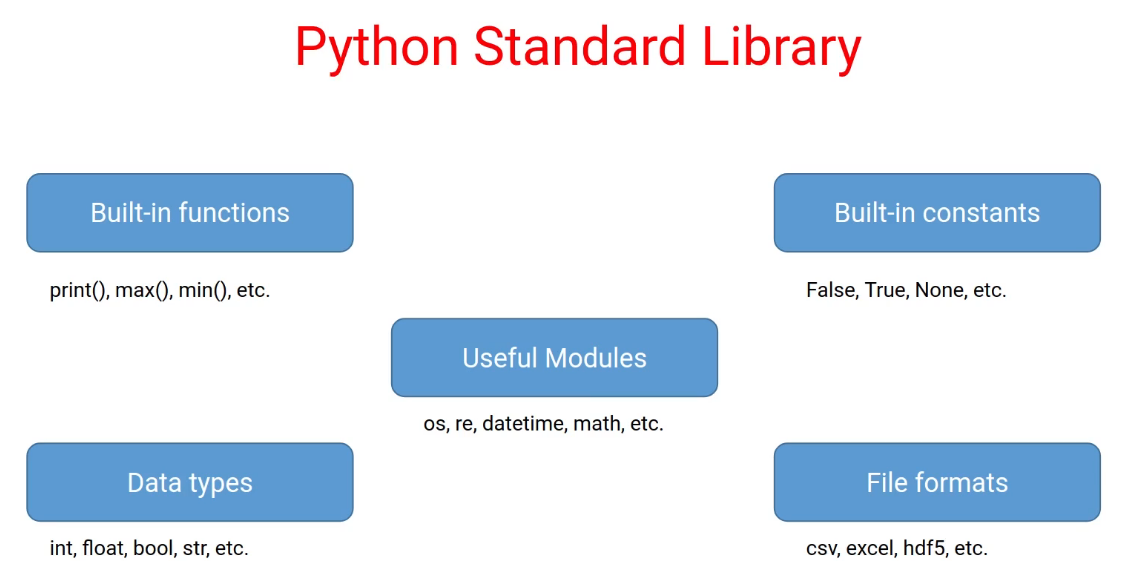 Python Standard Library
Built-in functions
print(), max(), min(), etc.
Built-in constants
False, True, None, etc.
Useful Modules
os, re, datetime, math, etc.
Data types
int, float, bool, str, etc.
File formats
csv, excel, hdf5, etc.